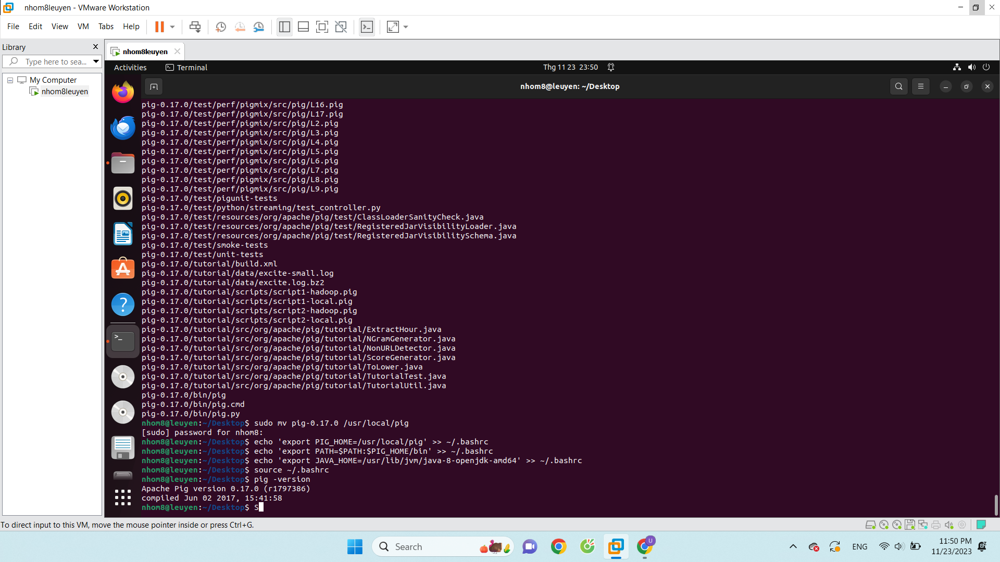 nhom8leuyen - VMware Workstation
File Edit View VM Tabs Help
Library
Type here to sea...
My Computer
nhom8leuyen
nhom8leuyen
Activities Terminal Thg 11 23 23:50
nhom8@leuyen: ~/Desktop
pig-0.17.0/test/perf/pigmix/src/pig/L16.pig
pig-0.17.0/test/perf/pigmix/src/pig/L17.pig
pig-0.17.0/test/perf/pigmix/src/pig/L2.pig
pig-0.17.0/test/perf/pigmix/src/pig/L3.pig
pig-0.17.0/test/perf/pigmix/src/pig/L4.pig
pig-0.17.0/test/perf/pigmix/src/pig/L5.pig
pig-0.17.0/test/perf/pigmix/src/pig/L6.pig
pig-0.17.0/test/perf/pigmix/src/pig/L7.pig
pig-0.17.0/test/perf/pigmix/src/pig/L8.pig
pig-0.17.0/test/perf/pigmix/src/pig/L9.pig
pig-0.17.0/test/pigunit-tests
pig-0.17.0/test/python/streaming/test_controller.py
pig-0.17.0/test/resources/org/apache/pig/test/ClassLoaderSanityCheck.java
pig-0.17.0/test/resources/org/apache/pig/test/RegisteredJarVisibilityLoader.java
pig-0.17.0/test/resources/org/apache/pig/test/RegisteredJarVisibilitySchema.java
pig-0.17.0/test/smoke-tests
pig-0.17.0/test/unit-tests
pig-0.17.0/tutorial/build.xml
pig-0.17.0/tutorial/data/excite-small.log
pig-0.17.0/tutorial/data/excite.log.bz2
pig-0.17.0/tutorial/scripts/script1-hadoop.pig
pig-0.17.0/tutorial/scripts/script1-local.pig
pig-0.17.0/tutorial/scripts/script2-hadoop.pig
pig-0.17.0/tutorial/scripts/script2-local.pig
pig-0.17.0/tutorial/src/org/apache/pig/tutorial/ExtractHour.java
pig-0.17.0/tutorial/src/org/apache/pig/tutorial/NGramGenerator.java
pig-0.17.0/tutorial/src/org/apache/pig/tutorial/NonURLDetector.java
pig-0.17.0/tutorial/src/org/apache/pig/tutorial/ScoreGenerator.java
pig-0.17.0/tutorial/src/org/apache/pig/tutorial/ToLower.java
pig-0.17.0/tutorial/src/org/apache/pig/tutorial/TutorialTest.java
pig-0.17.0/tutorial/src/org/apache/pig/tutorial/TutorialUtil.java
pig-0.17.0/bin/pig
pig-0.17.0/bin/pig.cmd
pig-0.17.0/bin/pig.py
nhom8@leuyen:~/Desktop$ sudo mv pig-0.17.0 /usr/local/pig
[sudo] password for nhom8:
nhom8@leuyen:~/Desktop$ echo 'export PIG_HOME=/usr/local/pig' >> ~/.bashrc
nhom8@leuyen:~/Desktop$ echo 'export PATH=$PATH:$PIG_HOME/bin' >> ~/.bashrc
nhom8@leuyen:~/Desktop$ echo 'export JAVA_HOME=/usr/lib/jvm/java-8-openjdk-amd64' >> ~/.bashrc
nhom8@leuyen:~/Desktop$ source ~/.bashrc
nhom8@leuyen:~/Desktop$ pig -version
Apache Pig version 0.17.0 (r1797386)
compiled Jun 02 2017, 15:41:58
nhom8@leuyen:~/Desktop$ S
To direct input to this VM, move the mouse pointer inside or press Ctrl+G.
Search
U
ENG
11:50 PM
11/23/2023